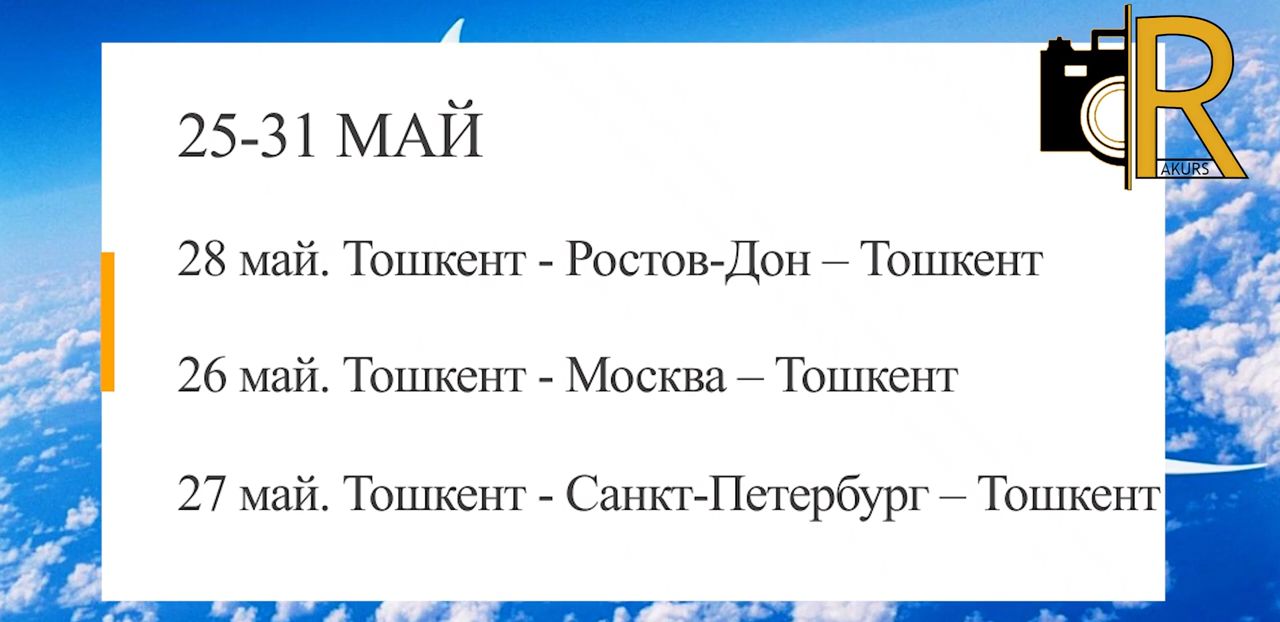 25-31 МАЙ
R
AKURS
28 май. Тошкент - Ростов-Дон – Тошкент
26 май. Тошкент - Москва – Тошкент
27 май. Тошкент - Санкт-Петербург – Тошкент